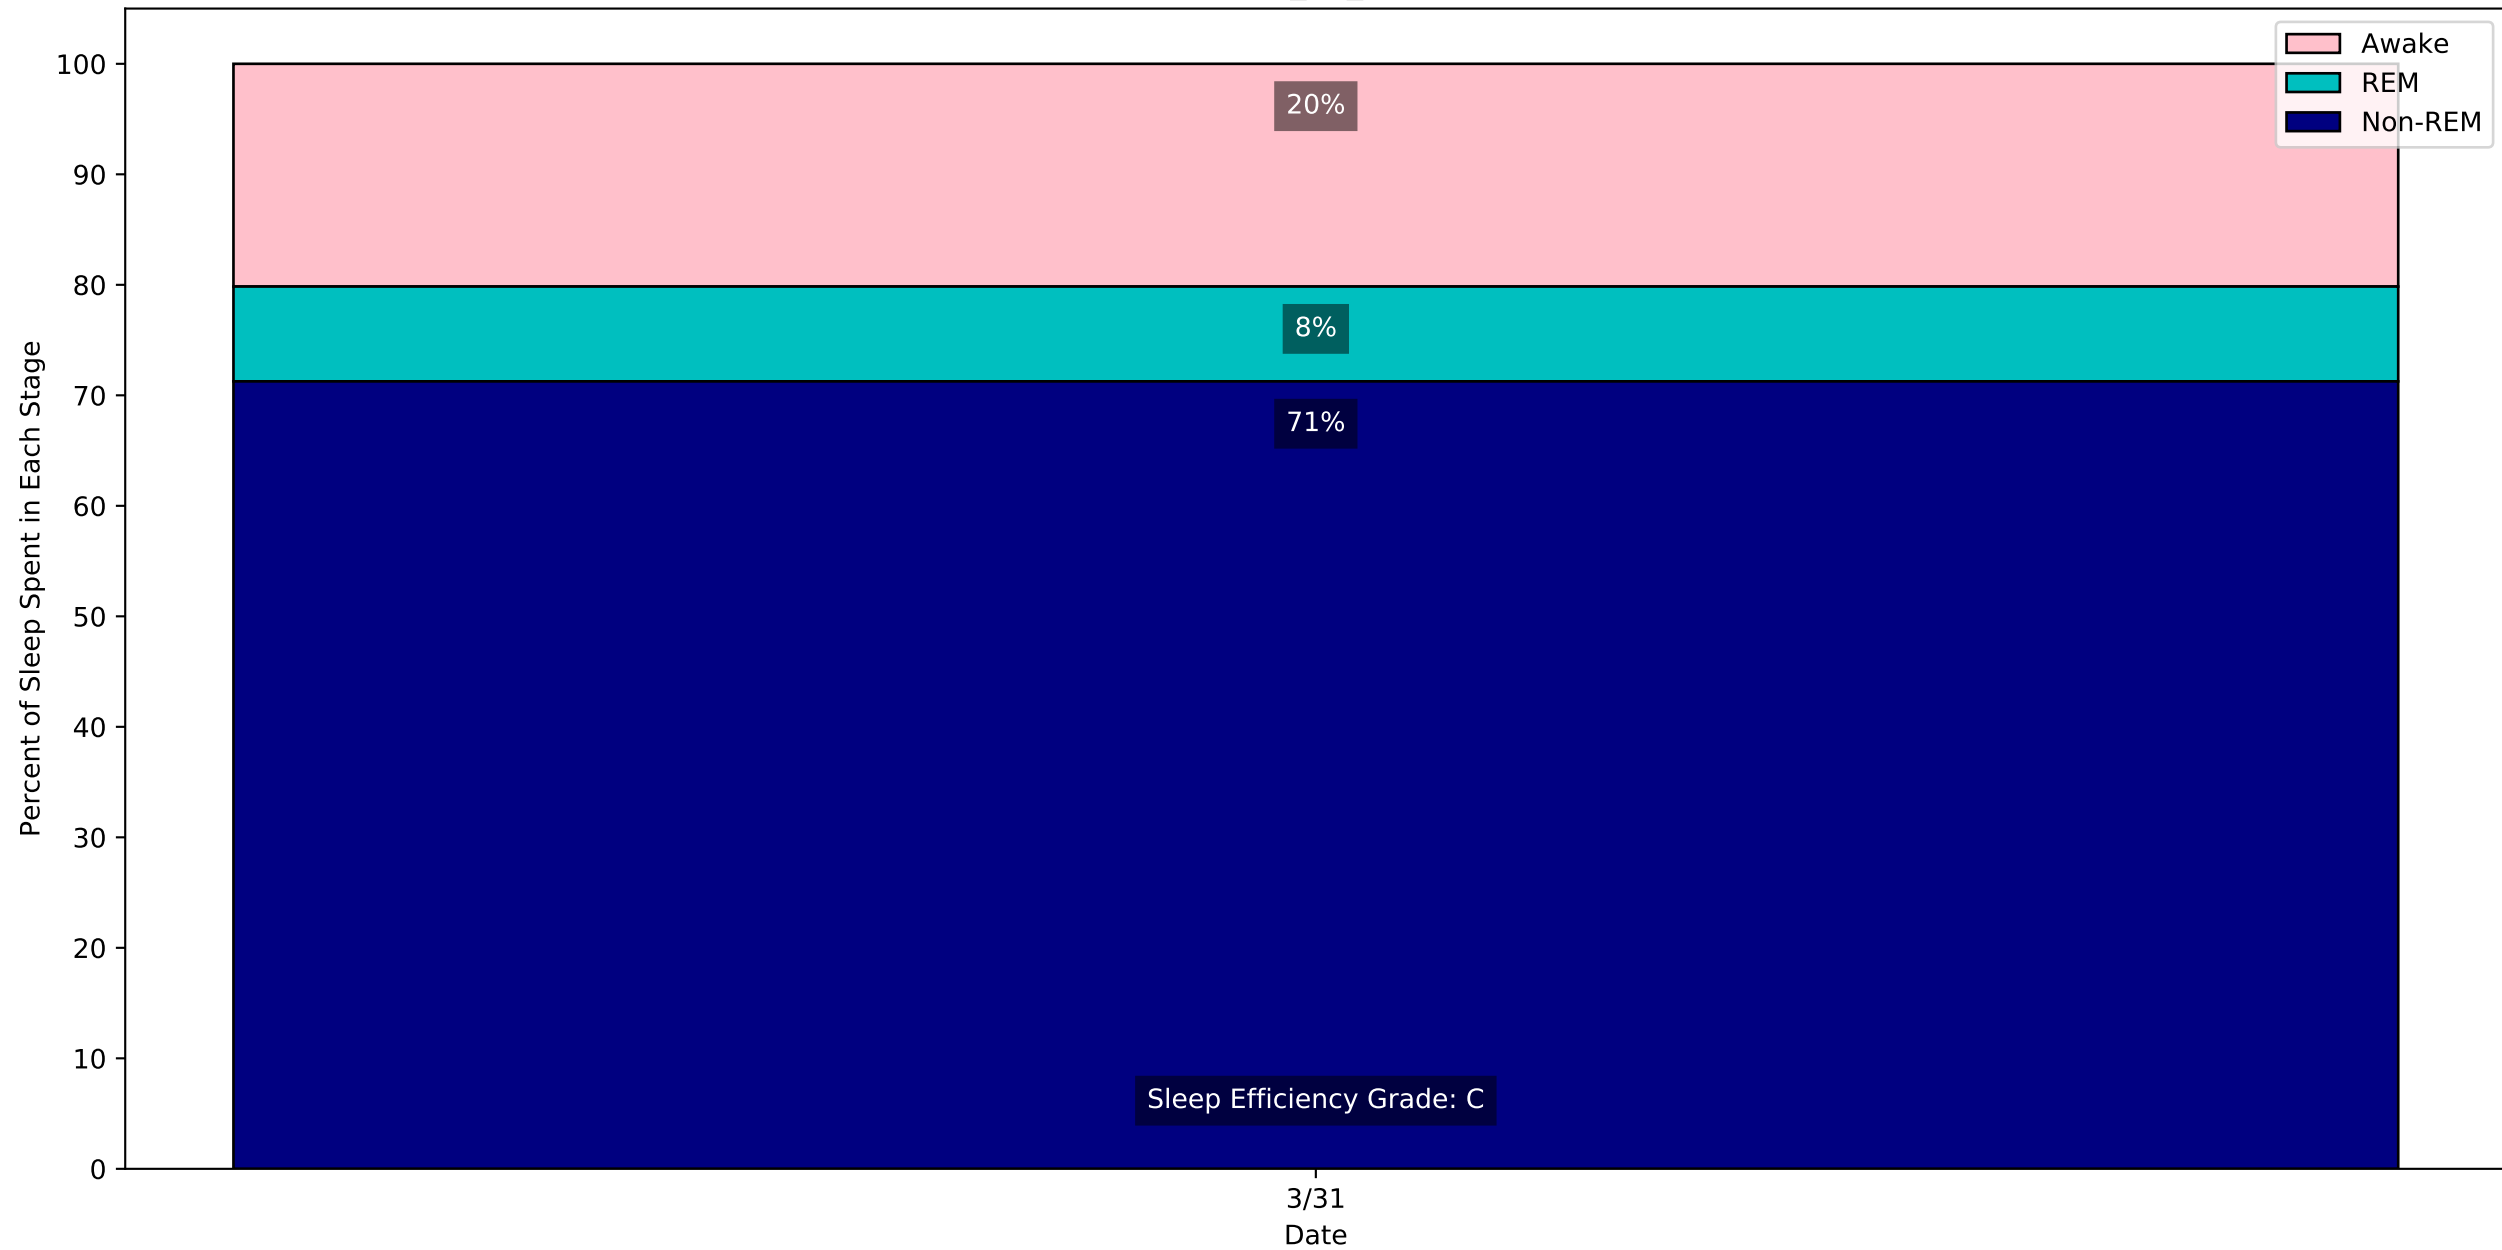 Awake
REM
Non-REM
Percent of Sleep Spent in Each Stage
100
90
80
70
60
50
40
30
20
10
0
20%
8%
71%
Sleep Efficiency Grade: C
3/31
Date